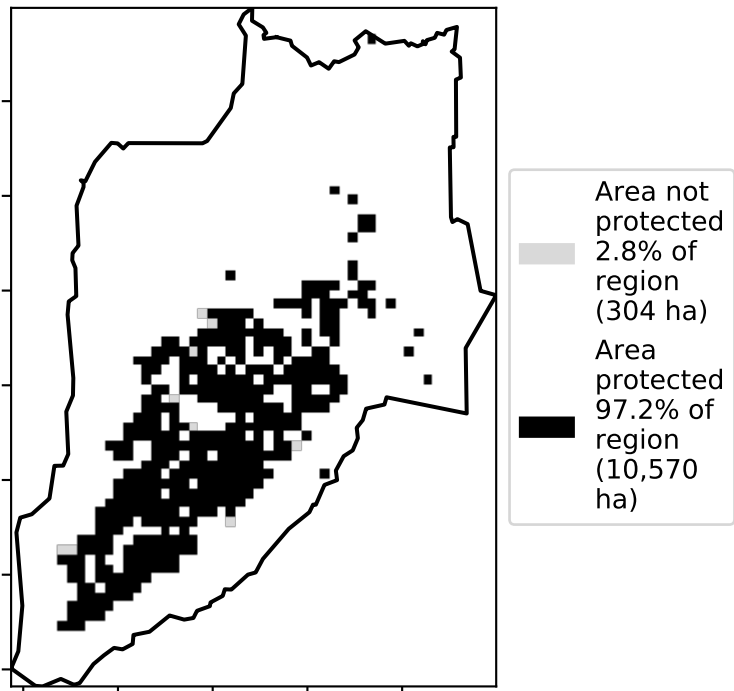 Area not
protected
2.8% of
region
(304 ha)
Area
protected
97.2% of
region
(10,570
ha)